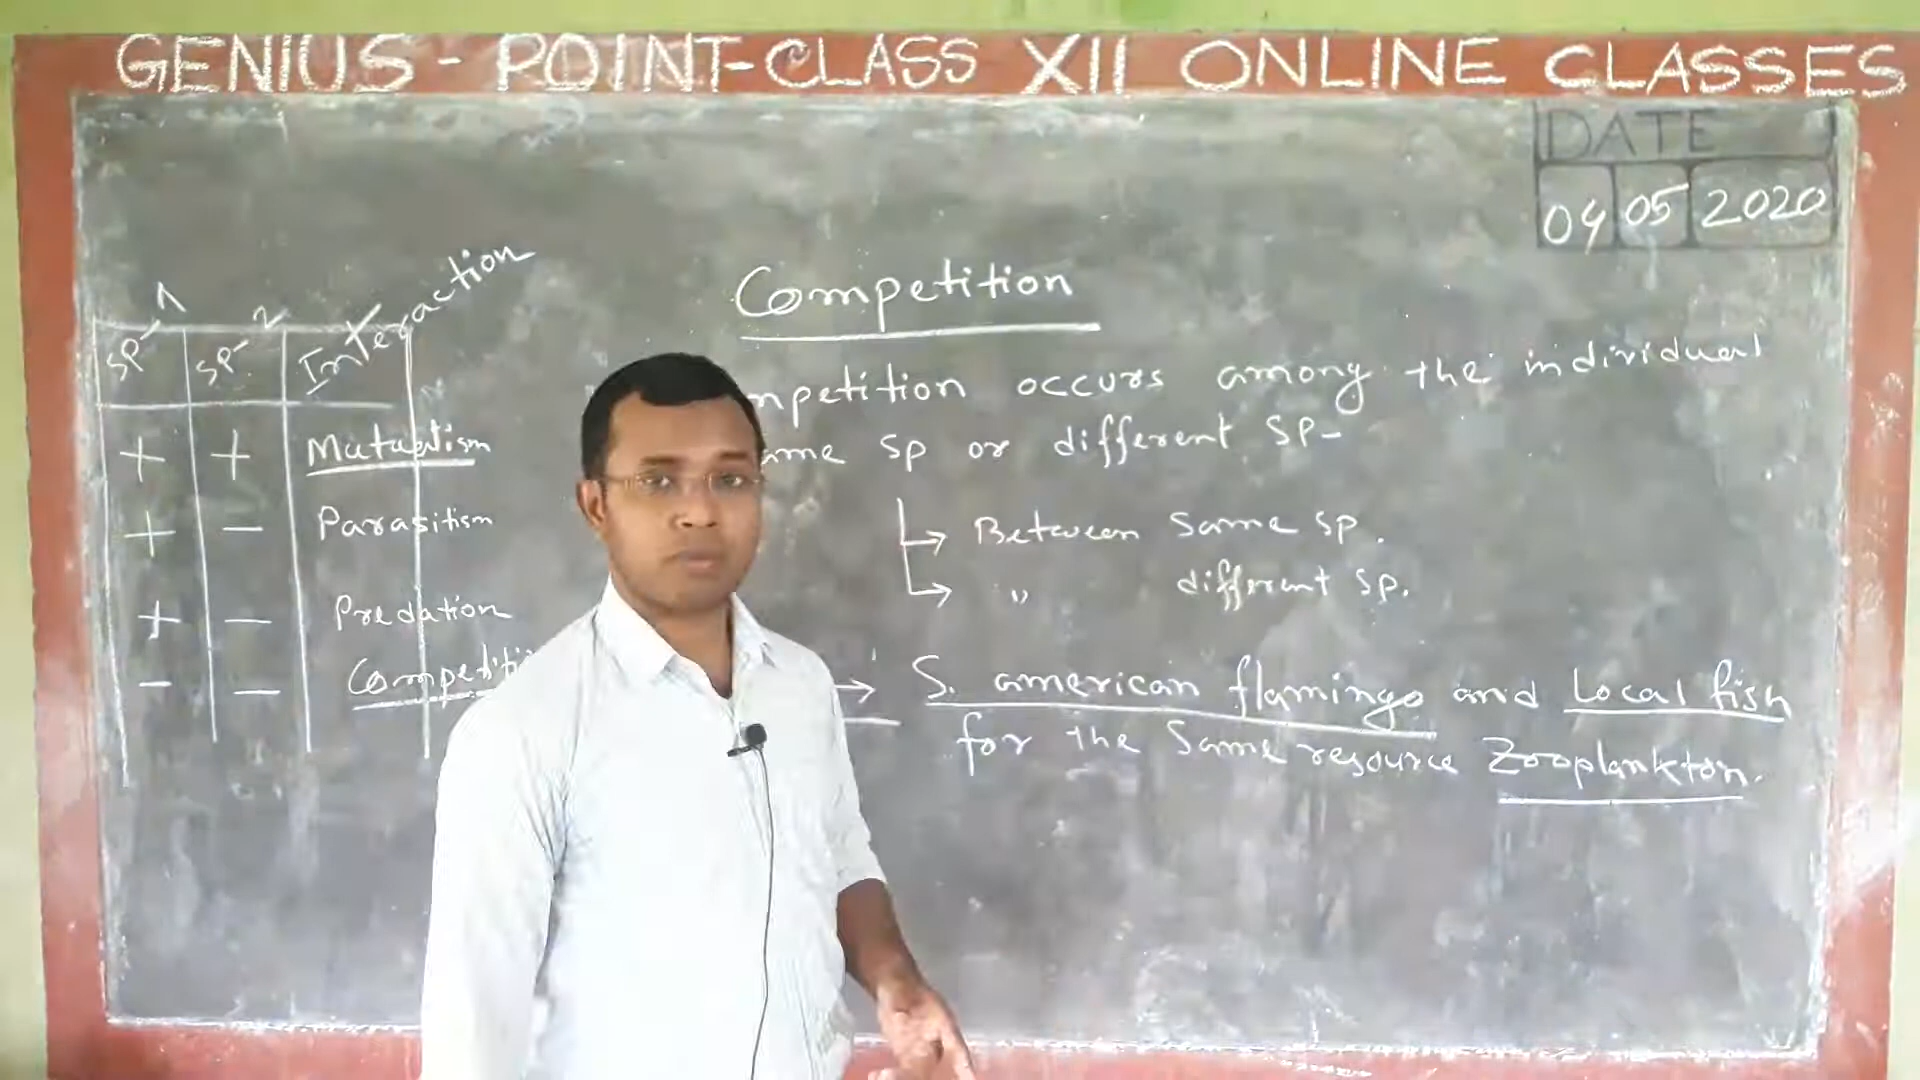 GENIUS - POINT-CLASS XII ONLINE CLASSES
DATE
04 05 2020
SP-1 SP-2 Interaction
+ + Mutualism
+ - Parasitism
+ - Predation
- -
Competition
occurs among the individual
sp or different SP-
→ Between Same sp.
→ " different sp.
→ S. american flamingo and Local fish
for the Same resource Zooplankton.